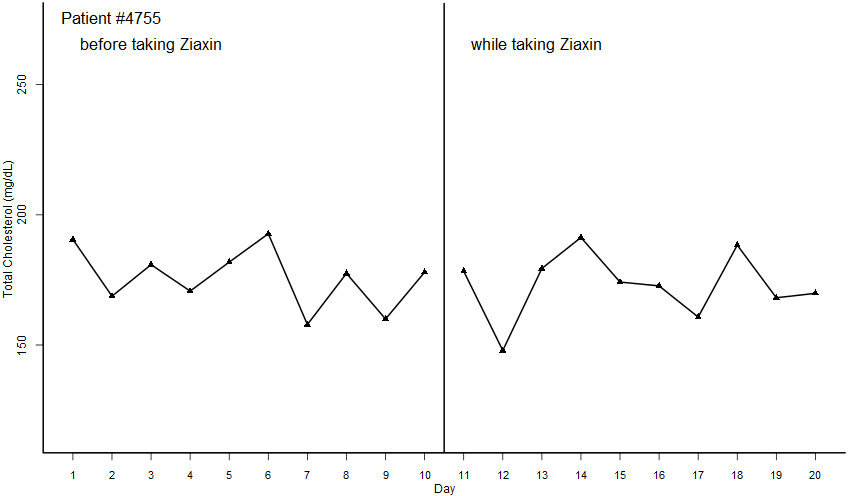 Patient #4755
before taking Ziaxin
while taking Ziaxin
Total Cholesterol (mg/dL)
250
200
150
1 2 3 4 5 6 7 8 9 10 11 12 13 14 15 16 17 18 19 20
Day